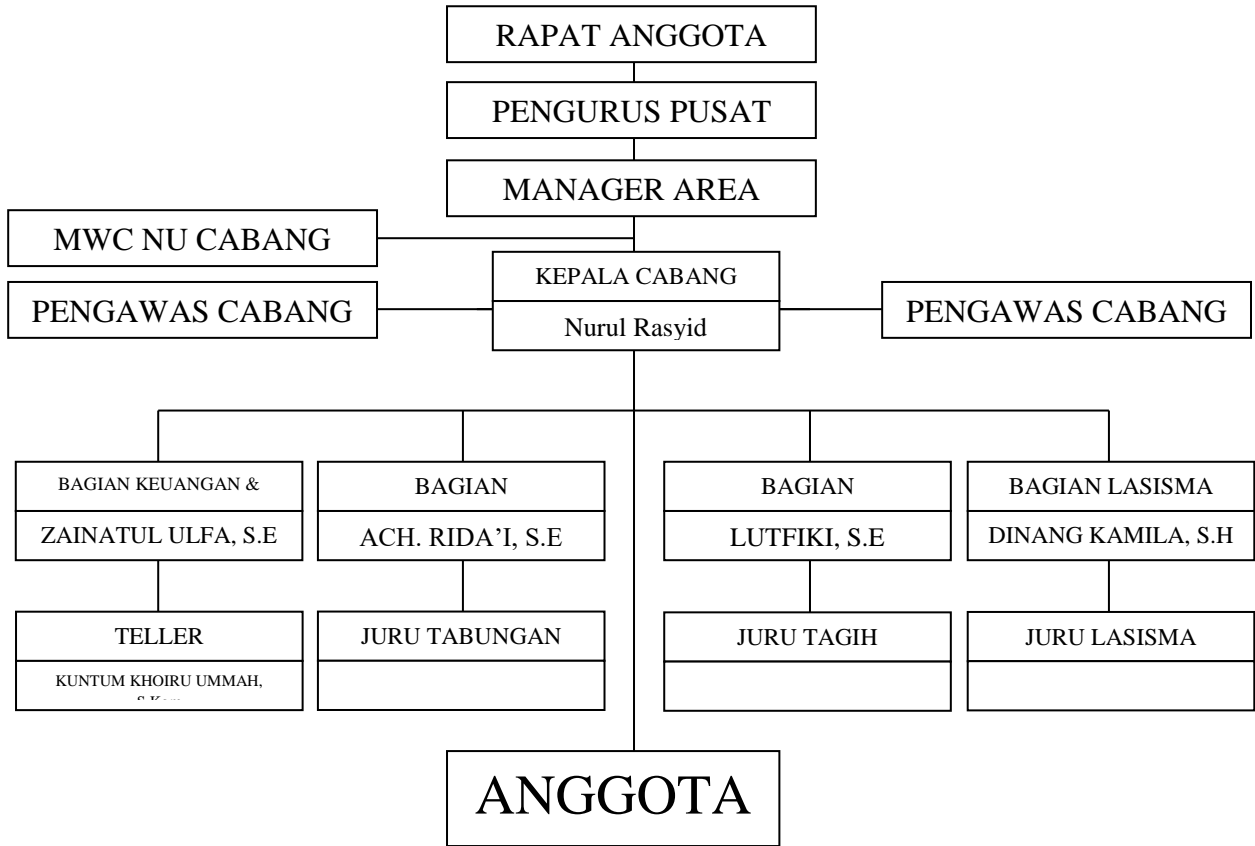 RAPAT ANGGOTA
PENGURUS PUSAT
MANAGER AREA
MWC NU CABANG
KEPALA CABANG
Nurul Rasyid
PENGAWAS CABANG
PENGAWAS CABANG
BAGIAN KEUANGAN &
ZAINATUL ULFA, S.E
BAGIAN
ACH. RIDA’I, S.E
BAGIAN
LUTFIKI, S.E
BAGIAN LASISMA
DINANG KAMILA, S.H
TELLER
KUNTUM KHOIRU UMMAH,
JURU TABUNGAN
JURU TAGIH
JURU LASISMA
ANGGOTA